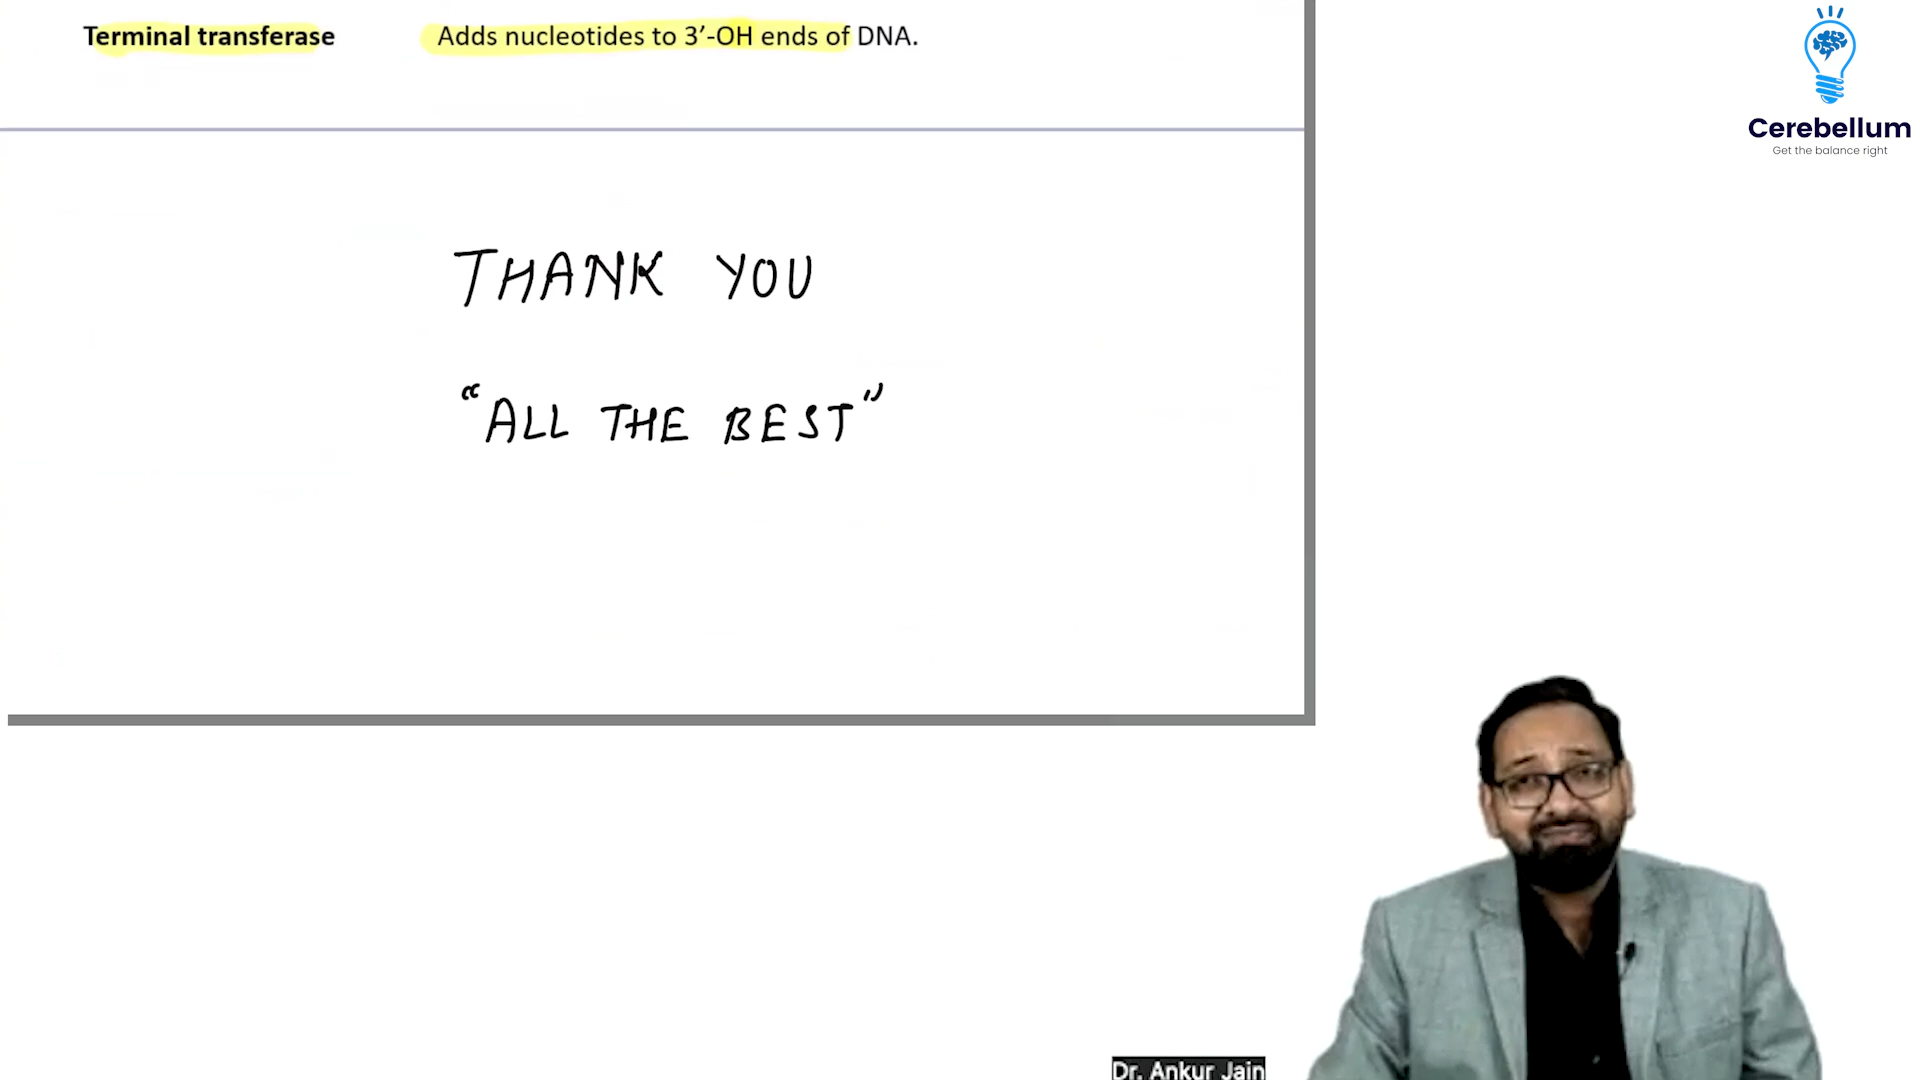 Terminal transferase Adds nucleotides to 3’-OH ends of DNA.
Cerebellum
Get the balance right
THANK YOU
“ALL THE BEST”
Dr. Ankur Jain